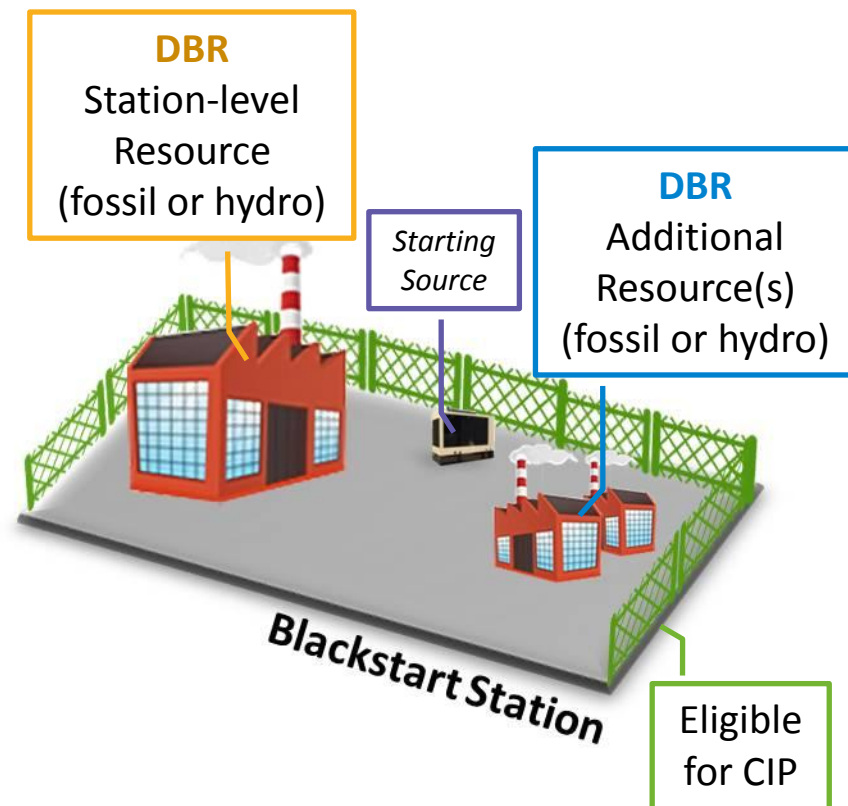 DBR
Station-level
Resource
(fossil or hydro)
Starting
Source
DBR
Additional
Resource(s)
(fossil or hydro)
Blackstart Station
Eligible
for CIP